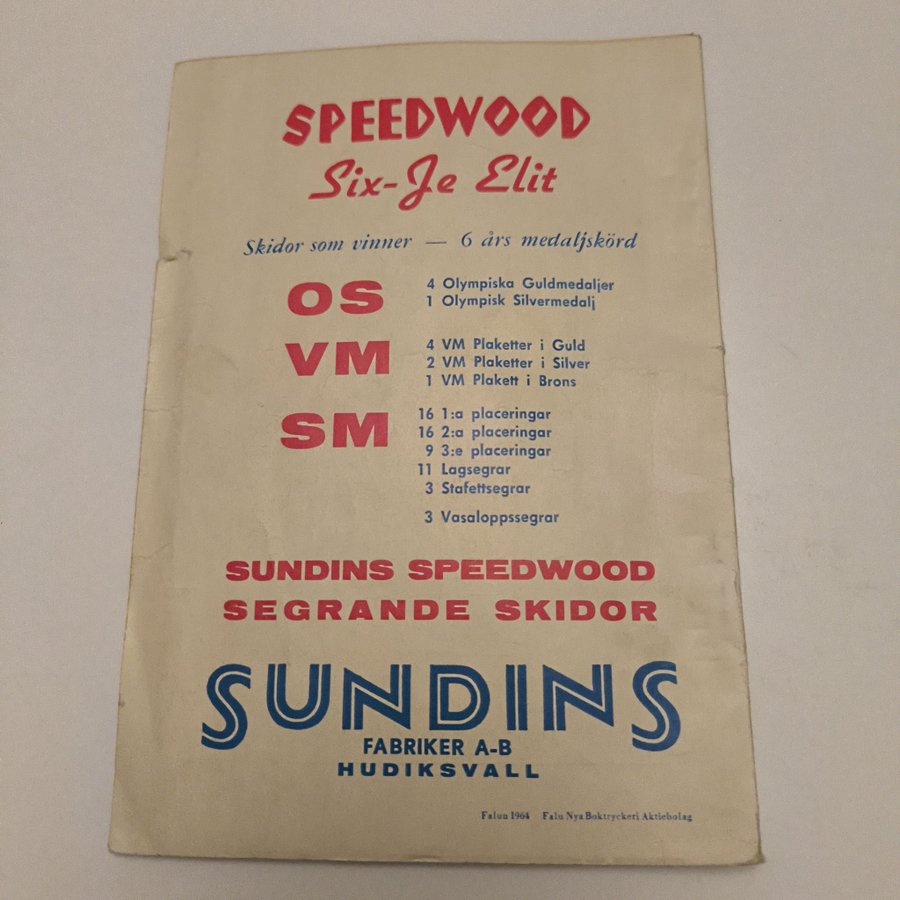 SPEEDWOOD
Six-Je Elit
Skidor som vinner — 6 års medaljskörd
OS
4 Olympiska Guldmedaljer
1 Olympisk Silvermedalj
VM
4 VM Plaketter i Guld
2 VM Plaketter i Silver
1 VM Plakett i Brons
SM
16 1:a placeringar
16 2:a placeringar
9 3:e placeringar
11 Lagsegrar
3 Stafettsegrar
3 Vasaloppssegrar
SUNDINS SPEEDWOOD
SEGRANDE SKIDOR
SUNDINS
FABRIKER A-B
HUDIKSVALL
Falun 1964 Falu Nya Boktryckeri Aktiebolag